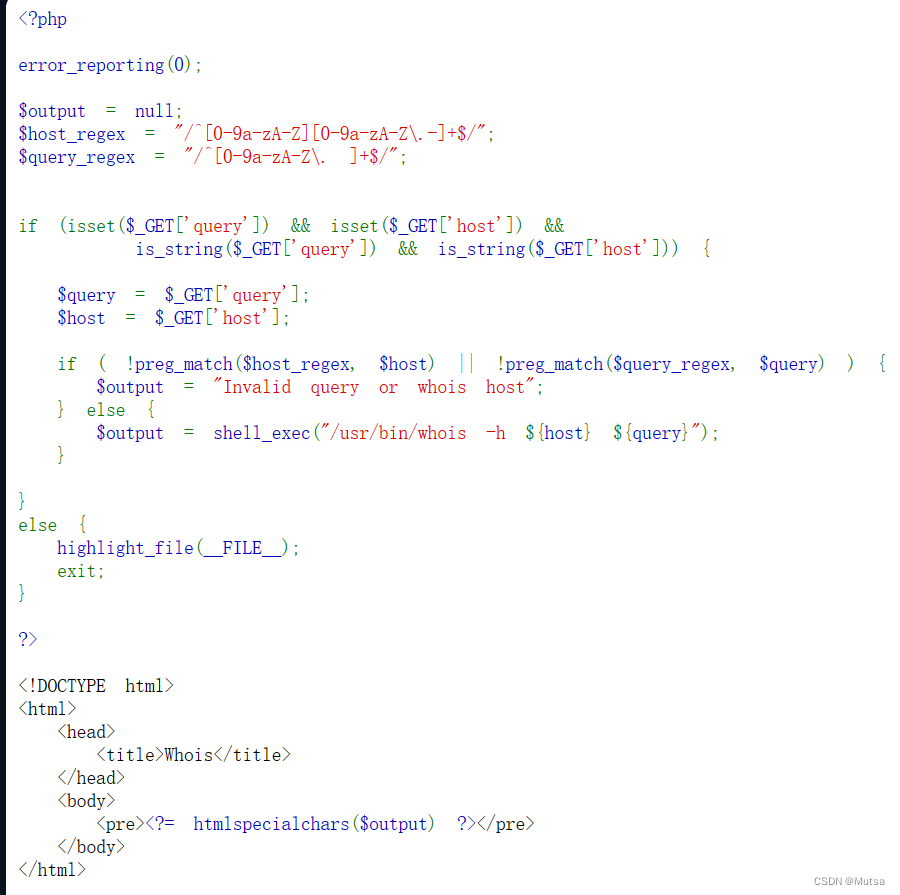 <?php
error_reporting(0);
$output = null;
$host_regex = "/^[0-9a-zA-Z][0-9a-zA-Z\.-]+$/";
$query_regex = "/^[0-9a-zA-Z\. ]+$/";
if (isset($_GET['query']) && isset($_GET['host']) &&
is_string($_GET['query']) && is_string($_GET['host'])) {
$query = $_GET['query'];
$host = $_GET['host'];
if ( !preg_match($host_regex, $host) || !preg_match($query_regex, $query) ) {
$output = "Invalid query or whois host";
} else {
$output = shell_exec("/usr/bin/whois -h ${host} ${query}");
}
}
else {
highlight_file(__FILE__);
exit;
}
?>
<!DOCTYPE html>
<html>
<head>
<title>Whois</title>
</head>
<body>
<pre><?= htmlspecialchars($output) ?></pre>
</body>
</html>
CSDN @Mutsa